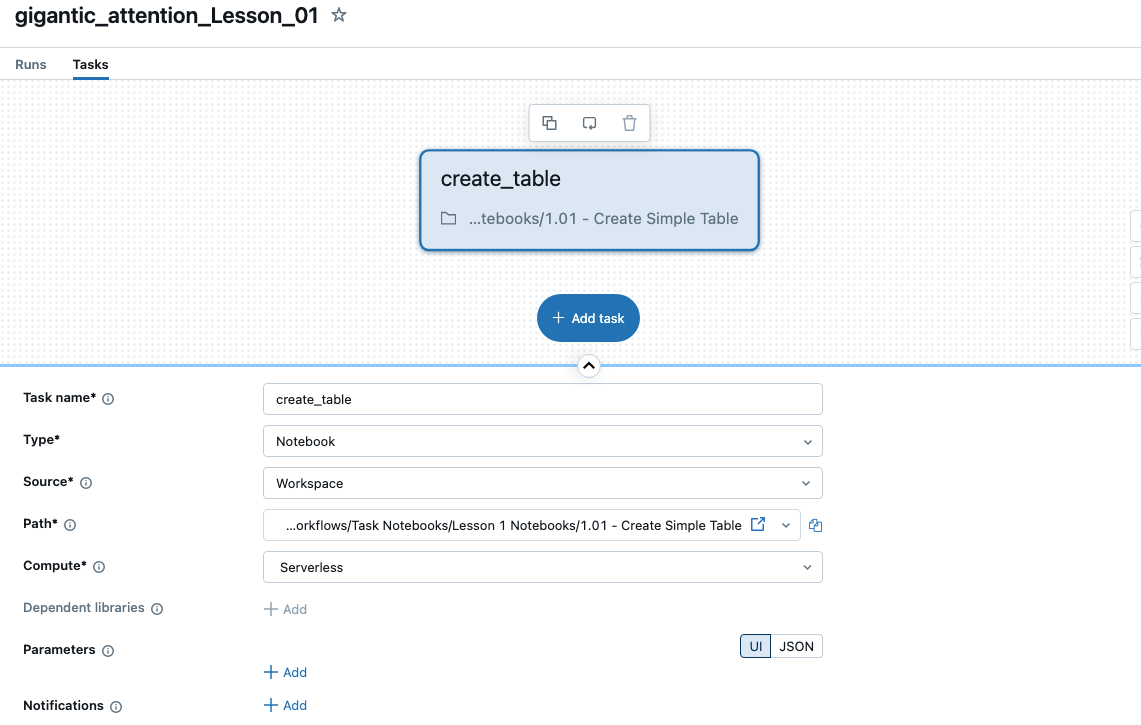 gigantic_attention_Lesson_01
Runs Tasks
create_table
...tebooks/1.01 - Create Simple Table
+ Add task
Task name* create_table
Type* Notebook
Source* Workspace
Path* ...orkflows/Task Notebooks/Lesson 1 Notebooks/1.01 - Create Simple Table
Compute* Serverless
Dependent libraries + Add
Parameters UI JSON
+ Add
Notifications + Add